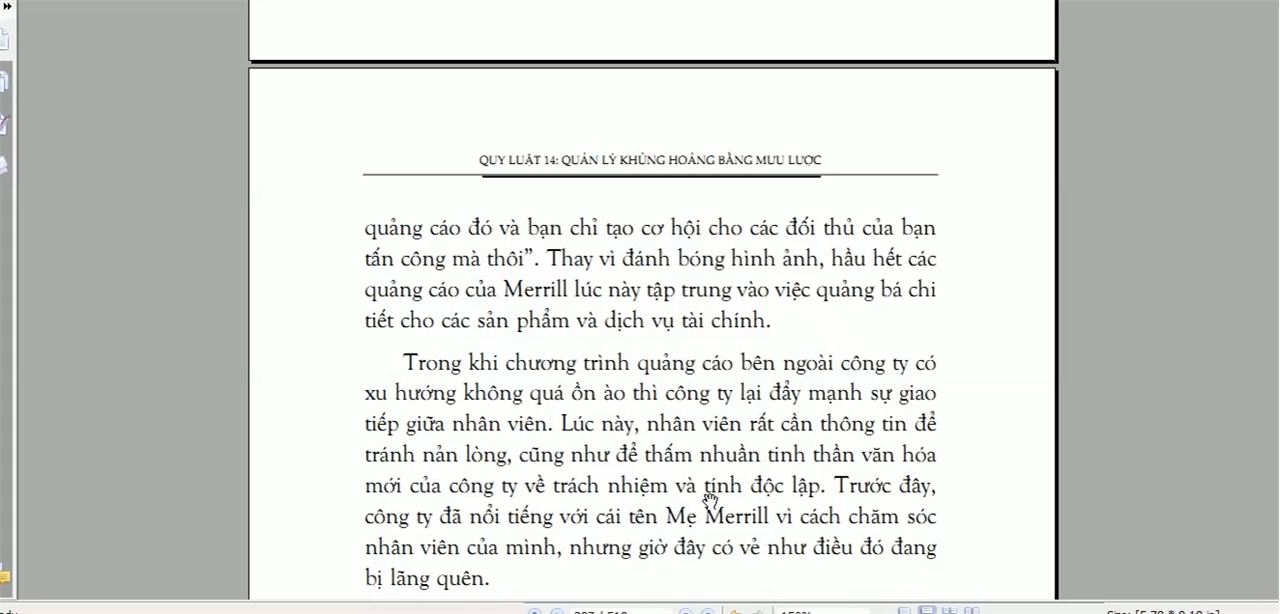 QUY LUẬT 14: QUẢN LÝ KHỦNG HOẢNG BẰNG MƯU LƯỢC
quảng cáo đó và bạn chỉ tạo cơ hội cho các đối thủ của bạn
tấn công mà thôi”. Thay vì đánh bóng hình ảnh, hầu hết các
quảng cáo của Merrill lúc này tập trung vào việc quảng bá chi
tiết cho các sản phẩm và dịch vụ tài chính.
Trong khi chương trình quảng cáo bên ngoài công ty có
xu hướng không quá ồn ào thì công ty lại đẩy mạnh sự giao
tiếp giữa nhân viên. Lúc này, nhân viên rất cần thông tin để
tránh nản lòng, cũng như để thấm nhuần tinh thần văn hóa
mới của công ty về trách nhiệm và tính độc lập. Trước đây,
công ty đã nổi tiếng với cái tên Mẹ Merrill vì cách chăm sóc
nhân viên của mình, nhưng giờ đây có vẻ như điều đó đang
bị lãng quên.